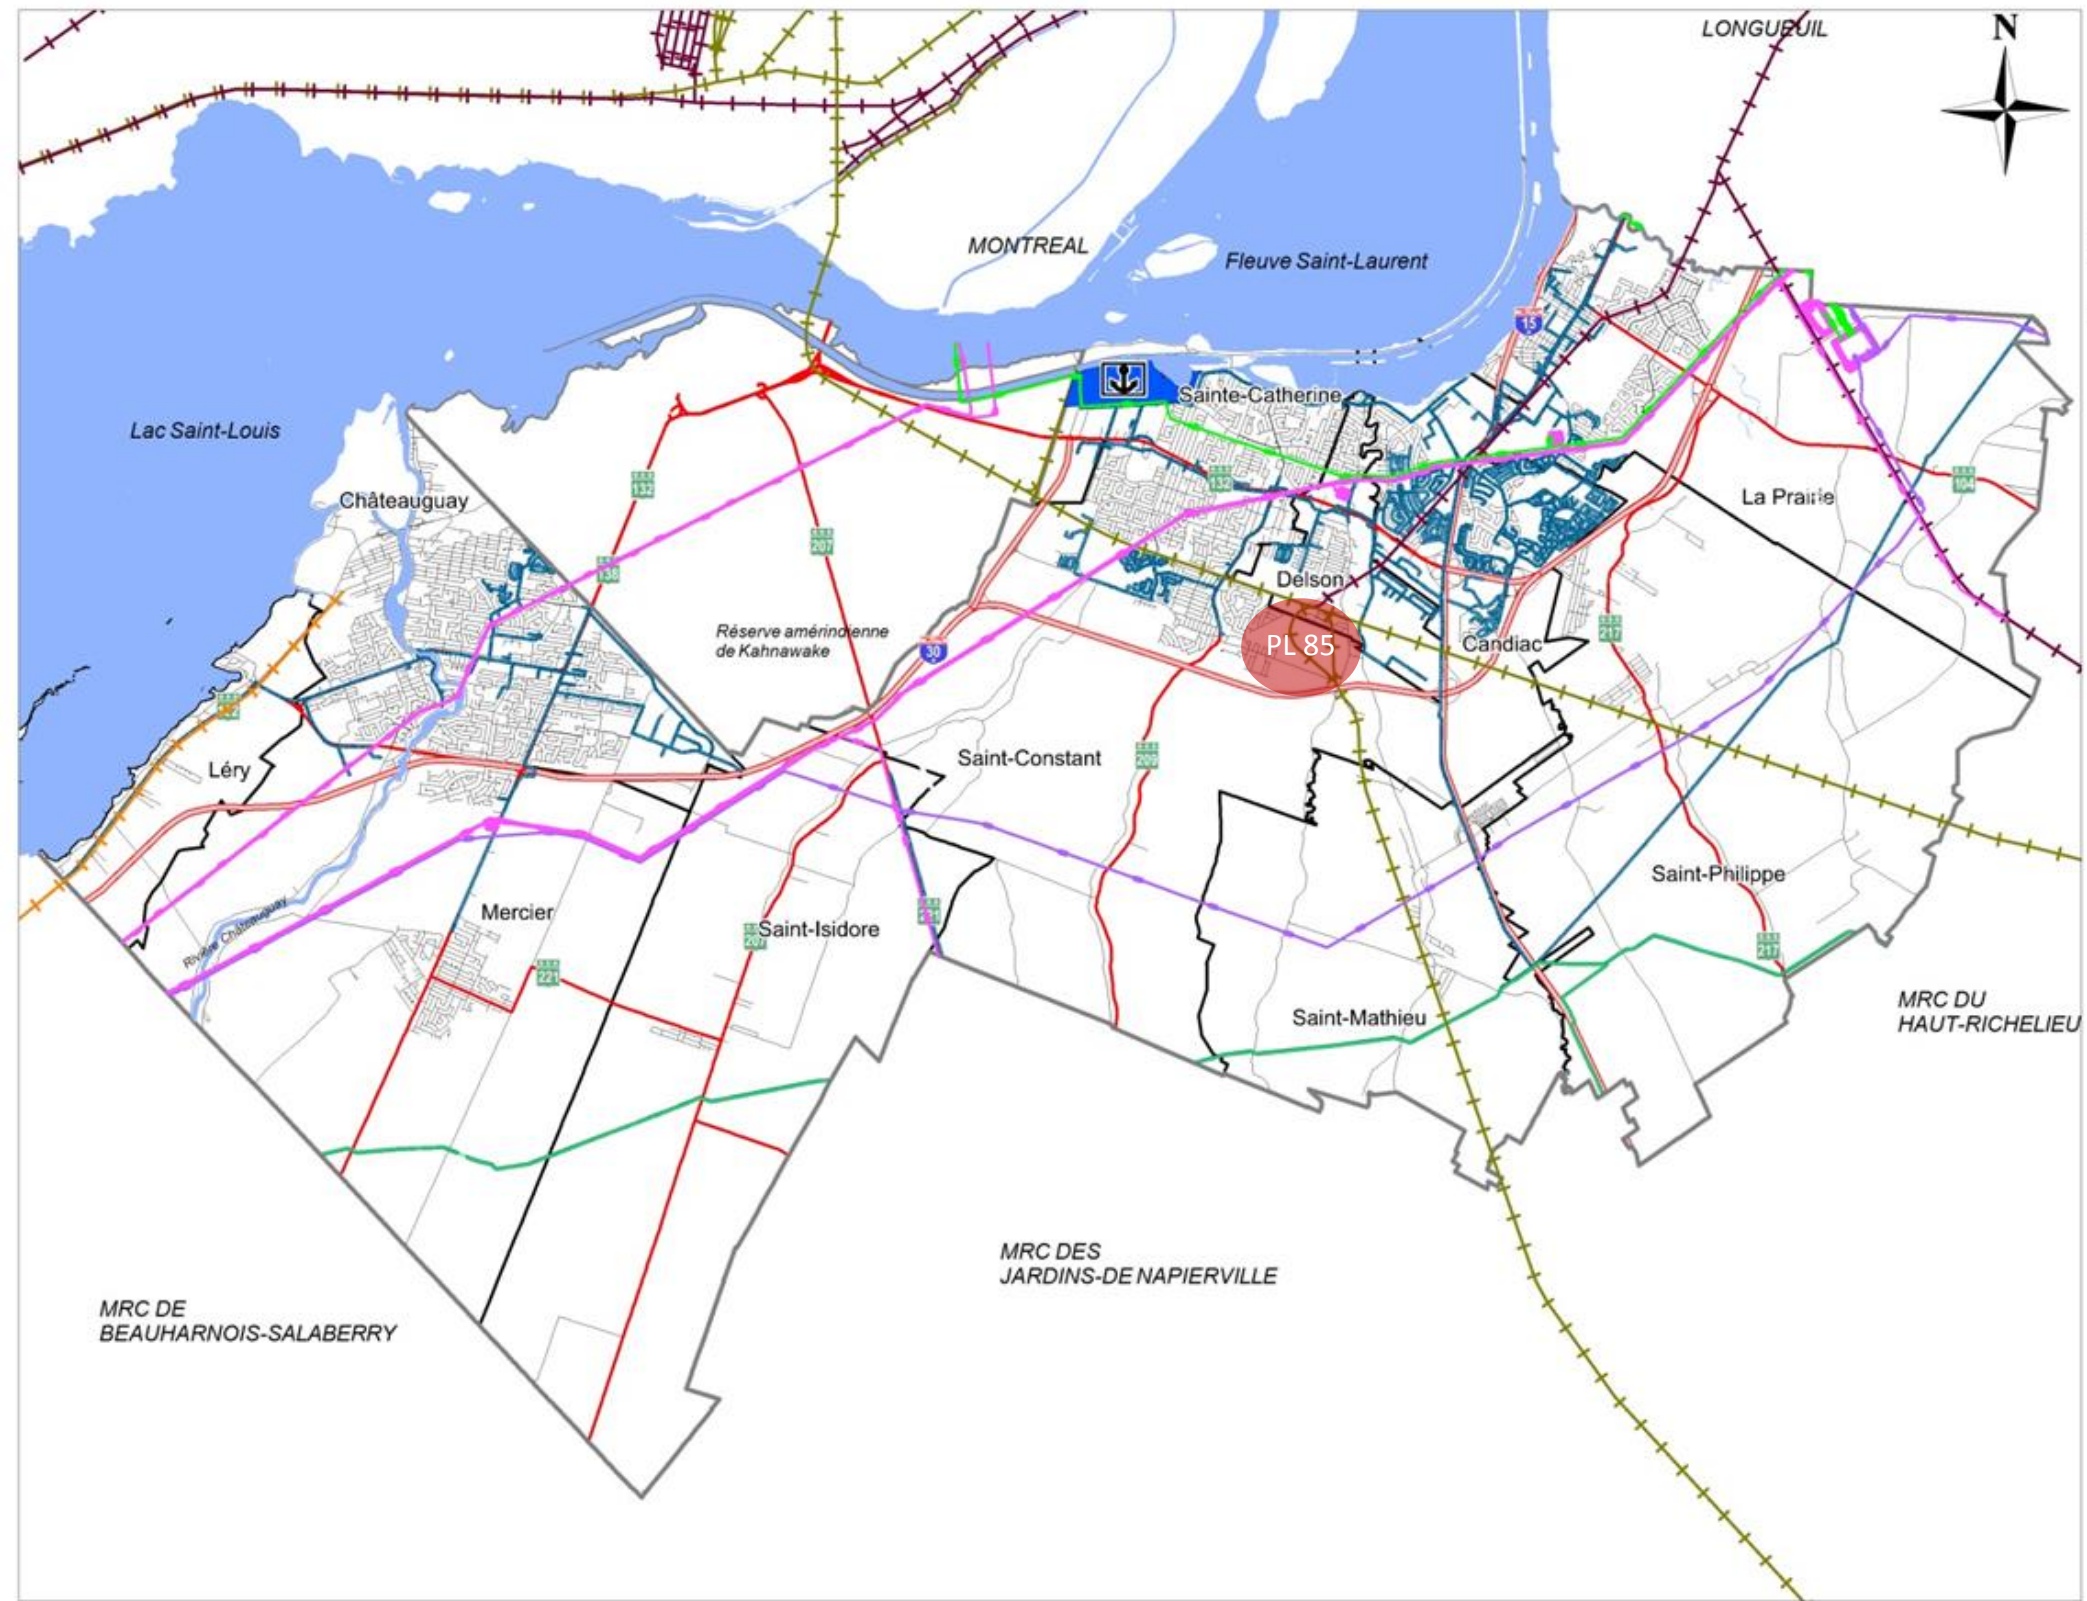 LONGUEUIL
N
MONTREAL
Fleuve Saint-Laurent
15
Sainte-Catherine
Lac Saint-Louis
132
132
104
La Prairie
Châteauguay
207
138
Delson
Réserve amérindienne
de Kahnawake
30
PL 85
Candiac
217
Léry
Saint-Constant
209
Saint-Philippe
Mercier
Rivière Châteauguay
Saint-Isidore
207
221
217
Saint-Mathieu
MRC DU
HAUT-RICHELIEU
MRC DES
JARDINS-DE NAPIERVILLE
MRC DE
BEAUHARNOIS-SALABERRY